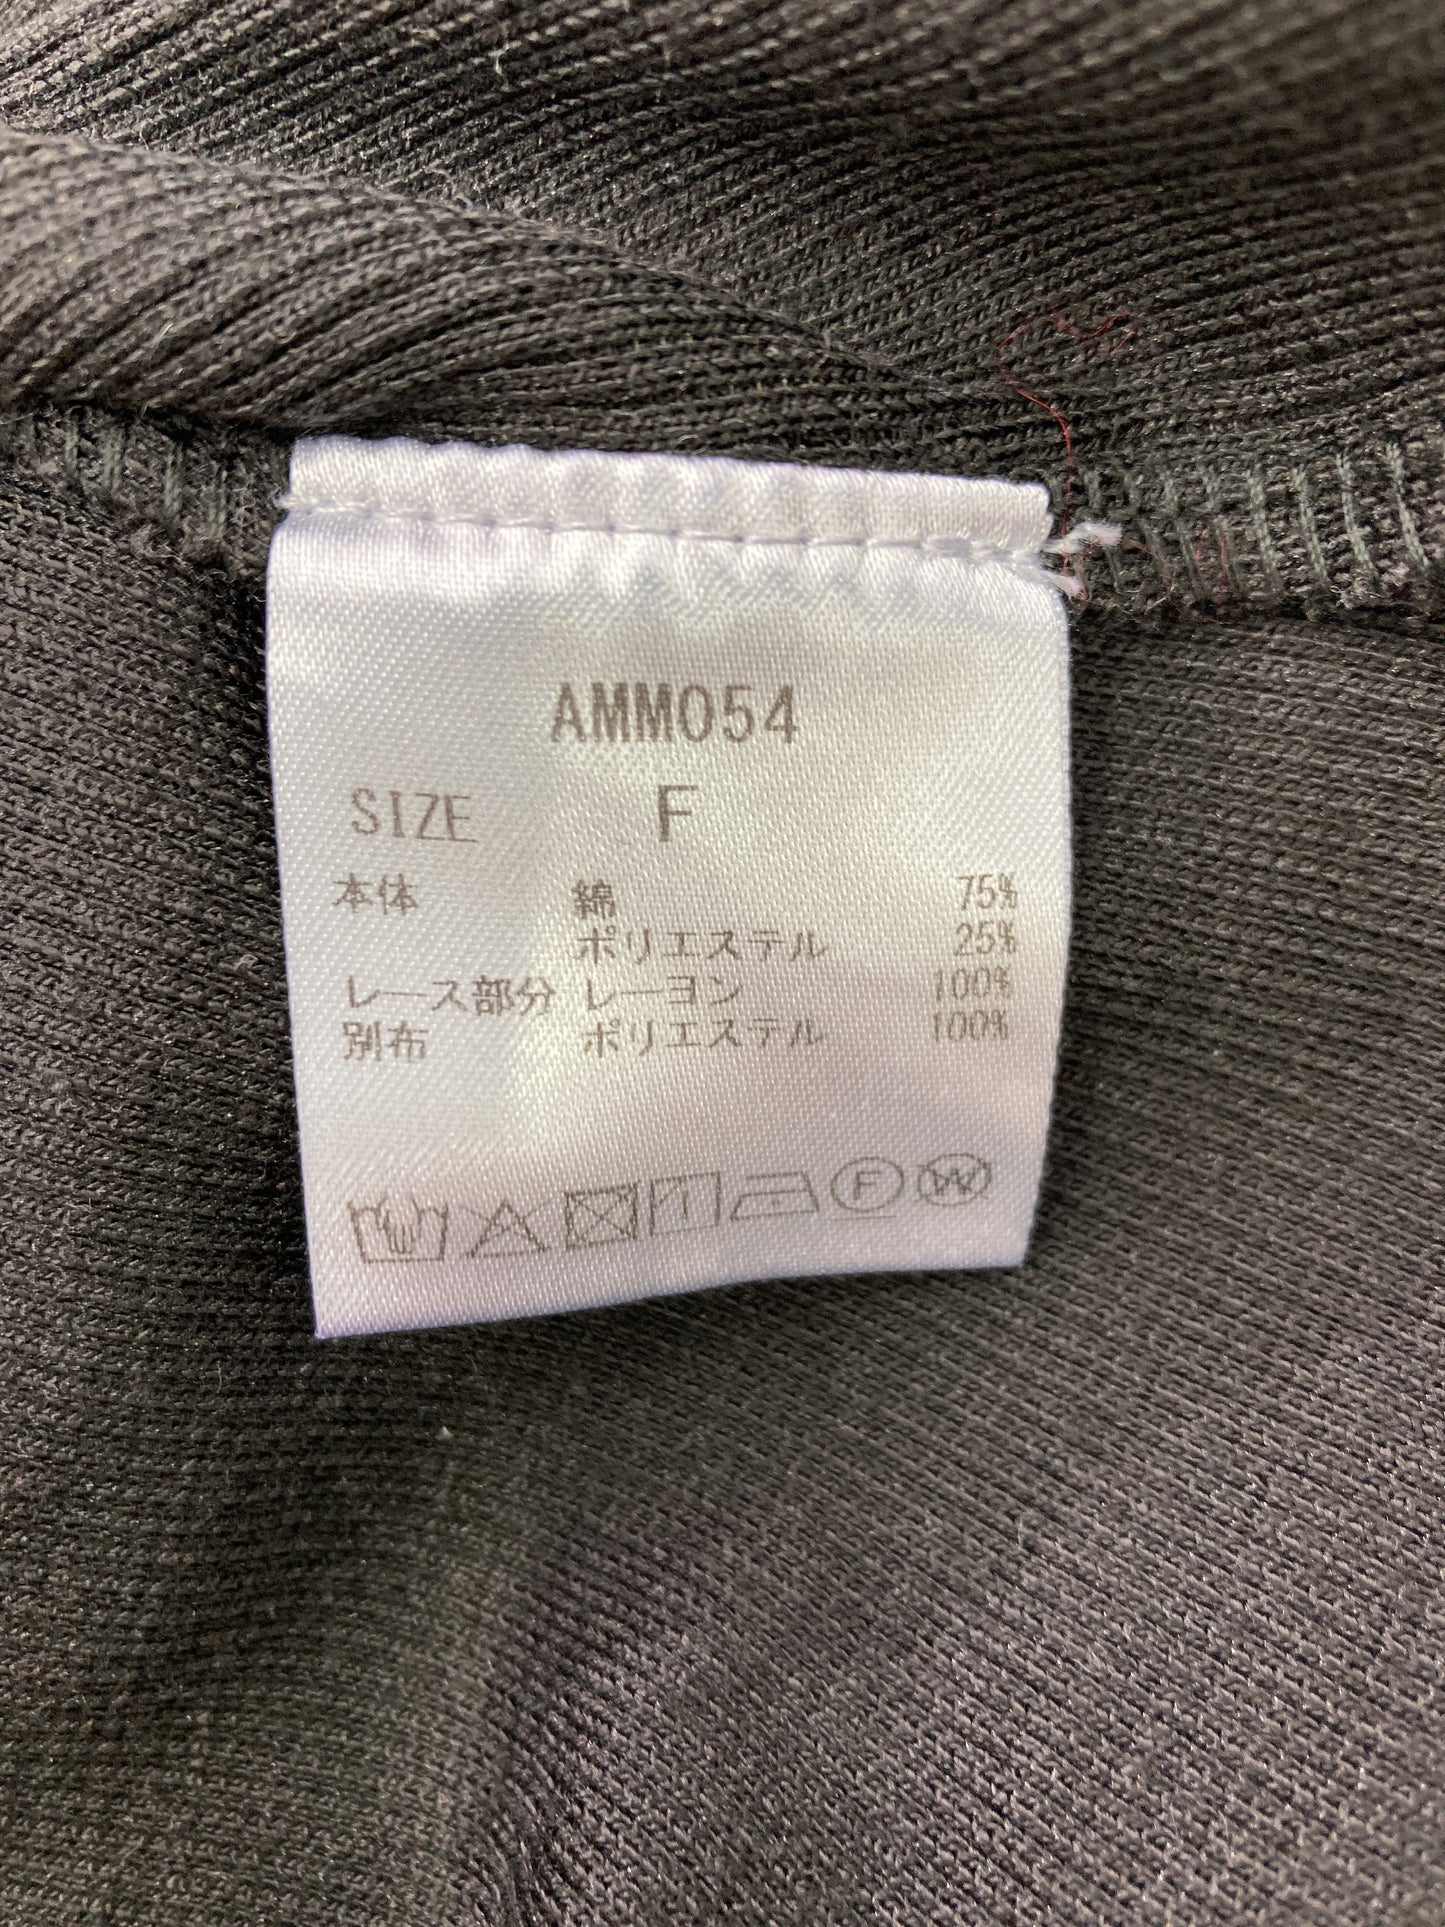 AMM054
SIZE F
本体 綿 75%
ポリエステル 25%
レース部分 レーヨン 100%
別布 ポリエステル 100%
F W